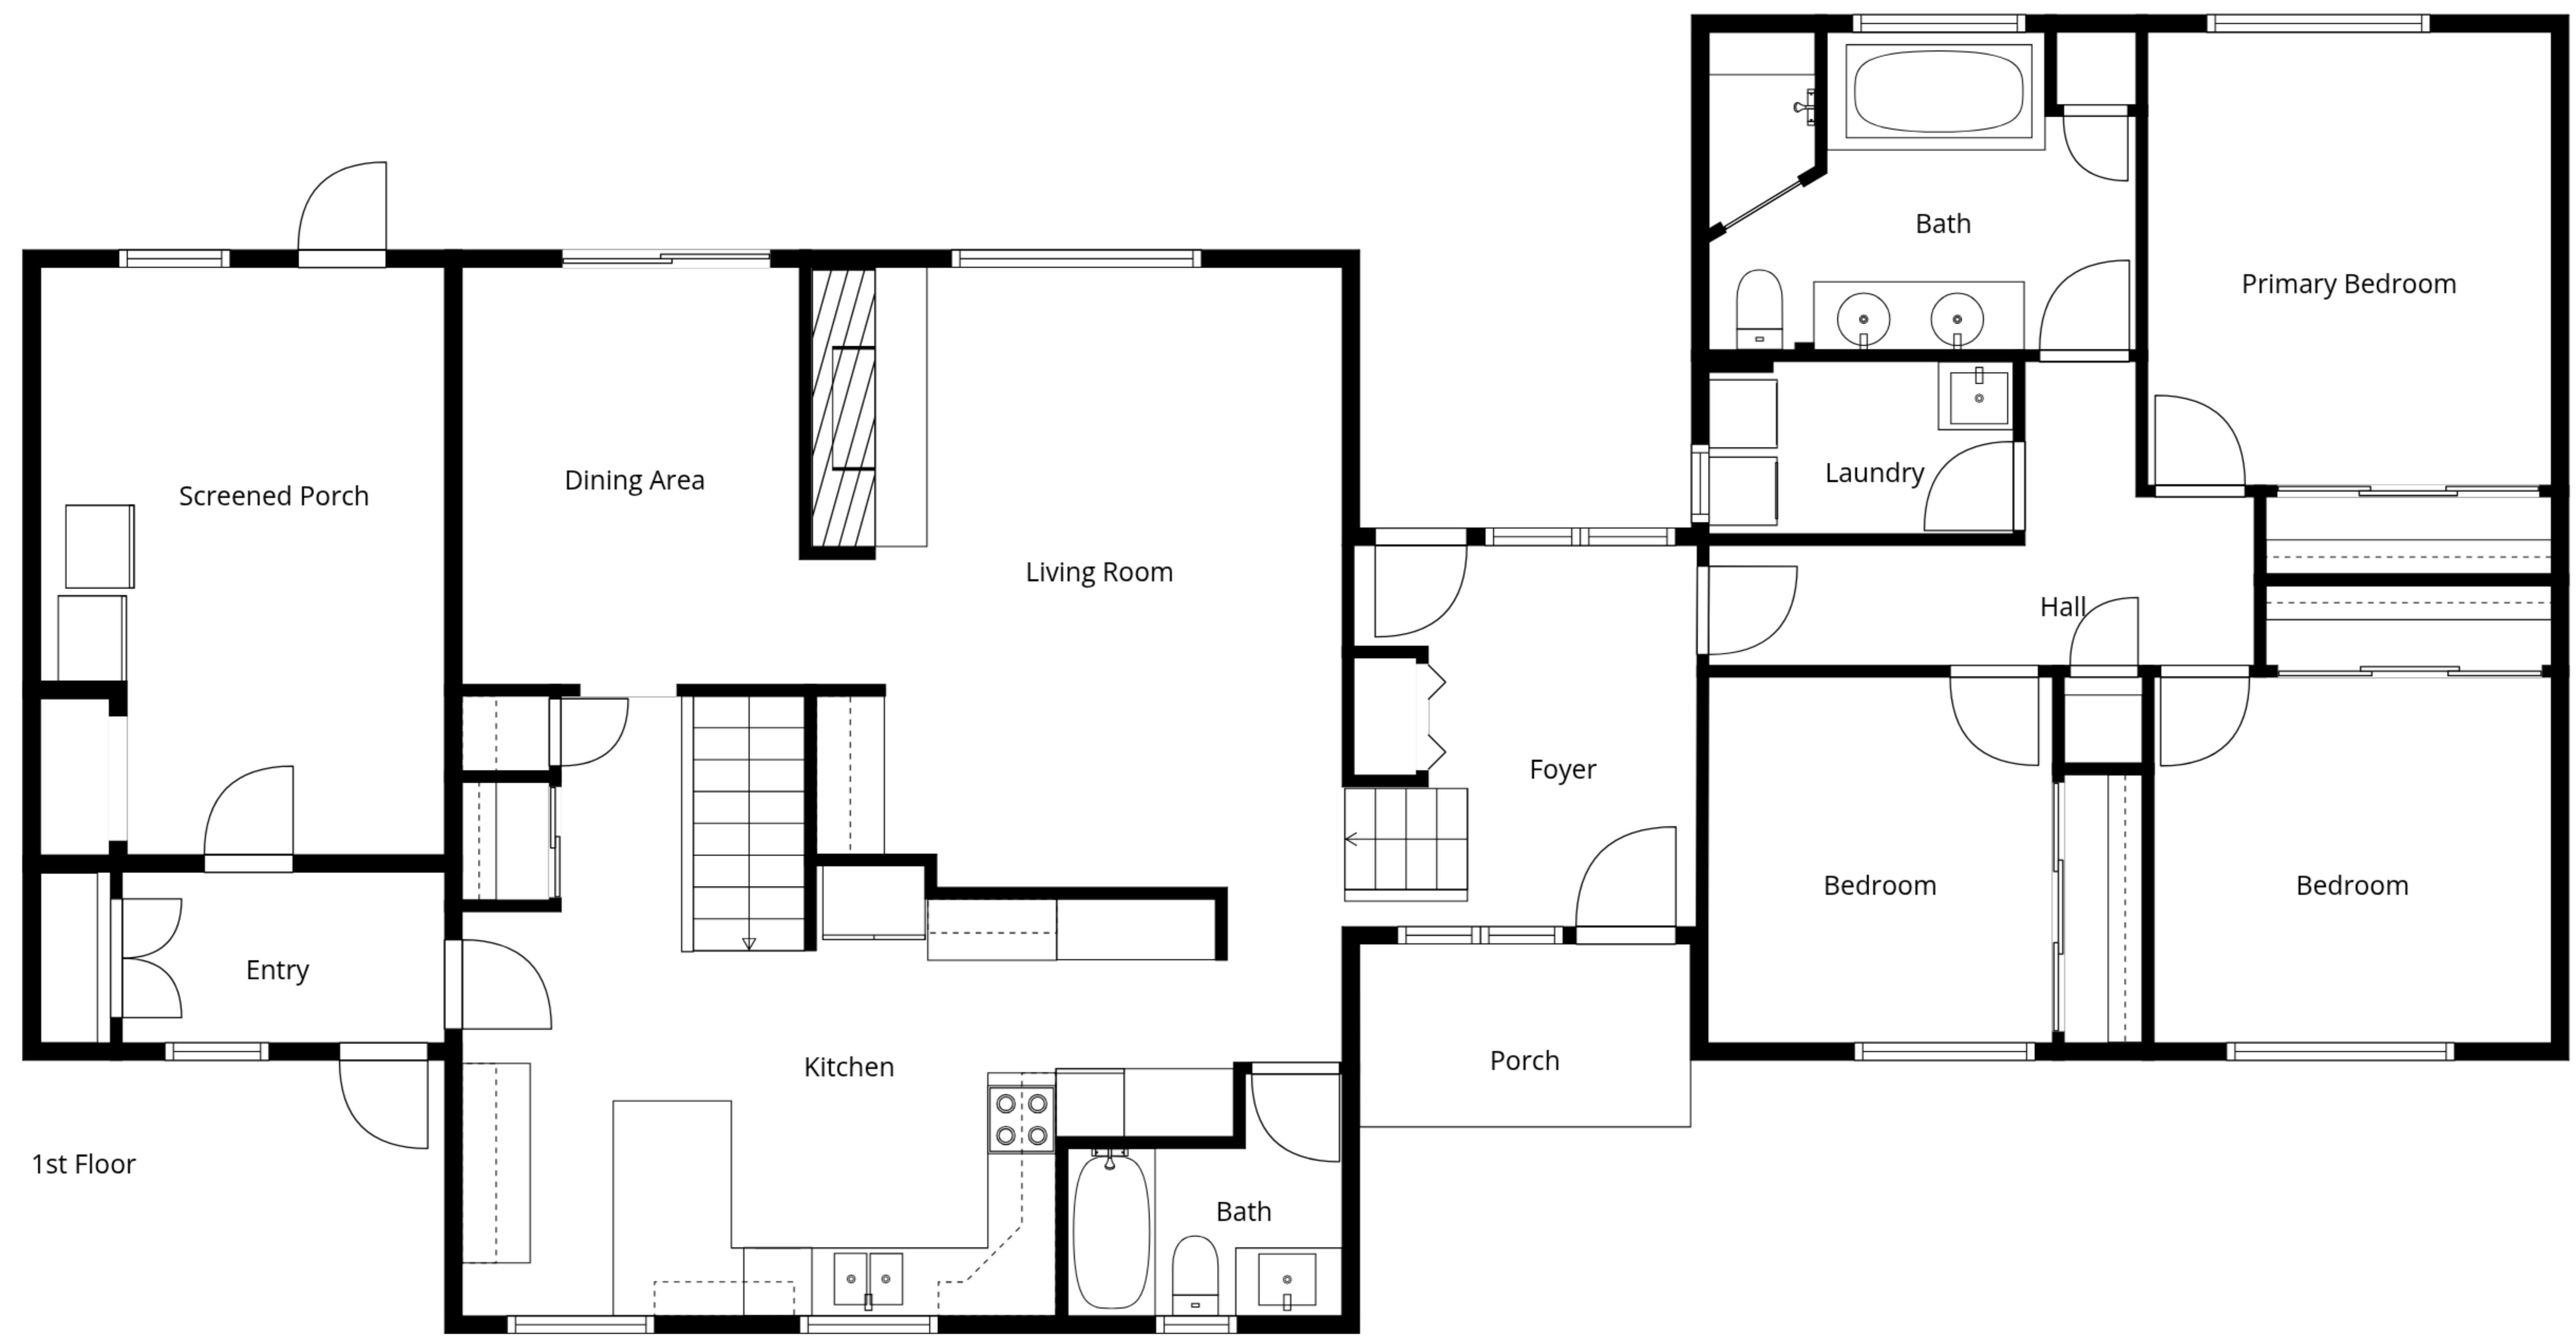 Bath
Primary Bedroom
Screened Porch
Dining Area
Laundry
Living Room
Hall
Foyer
Bedroom
Bedroom
Entry
Kitchen
Porch
1st Floor
Bath